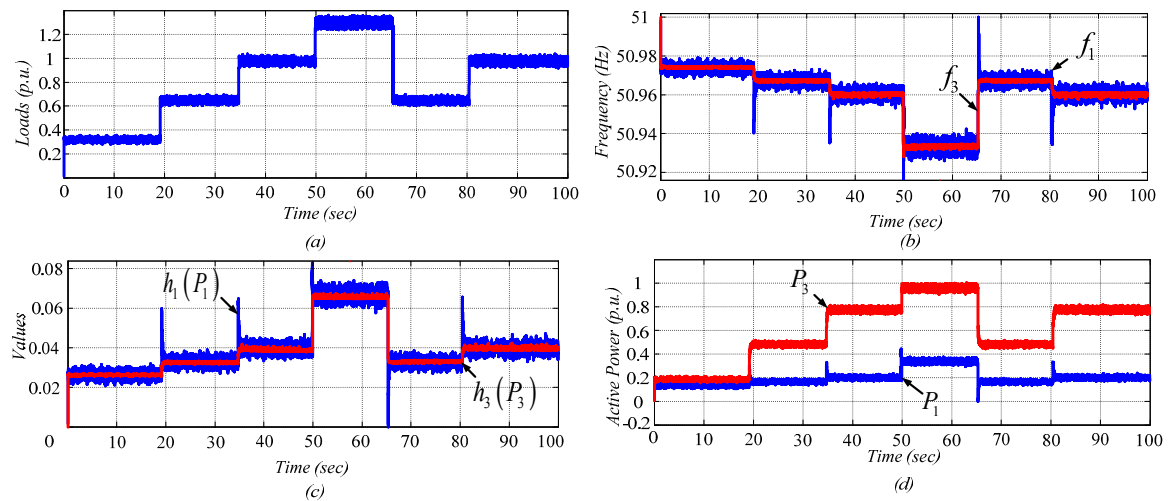 Loads (p.u.)
1.2
1
0.8
0.6
0.4
0.2
0 10 20 30 40 50 60 70 80 90 100
Time (sec)
(a)
Frequency (Hz)
51
50.98
50.96
50.94
50.92
f1
f3
0 10 20 30 40 50 60 70 80 90 100
Time (sec)
(b)
Values
0.08
0.06
0.04
0.02
0
h1(P1)
h3(P3)
0 10 20 30 40 50 60 70 80 90 100
Time (sec)
(c)
Active Power (p.u.)
1
0.8
0.6
0.4
0.2
0
-0.2
P3
P1
0 10 20 30 40 50 60 70 80 90 100
Time (sec)
(d)